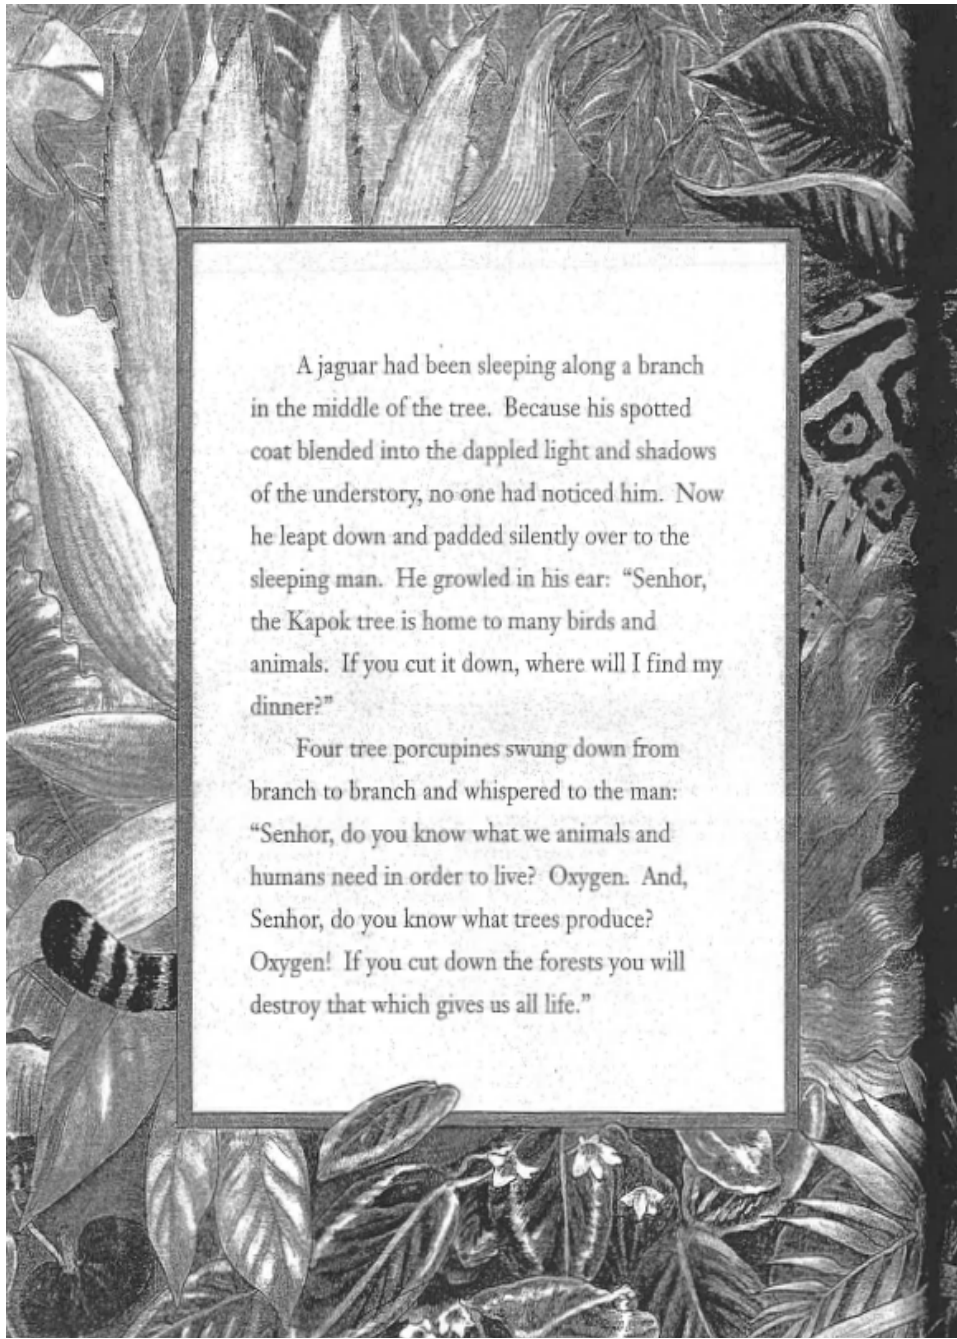 A jaguar had been sleeping along a branch
in the middle of the tree. Because his spotted
coat blended into the dappled light and shadows
of the understory, no one had noticed him. Now
he leapt down and padded silently over to the
sleeping man. He growled in his ear: “Senhor,
the Kapok tree is home to many birds and
animals. If you cut it down, where will I find my
dinner?”
Four tree porcupines swung down from
branch to branch and whispered to the man:
“Senhor, do you know what we animals and
humans need in order to live? Oxygen. And,
Senhor, do you know what trees produce?
Oxygen! If you cut down the forests you will
destroy that which gives us all life.”